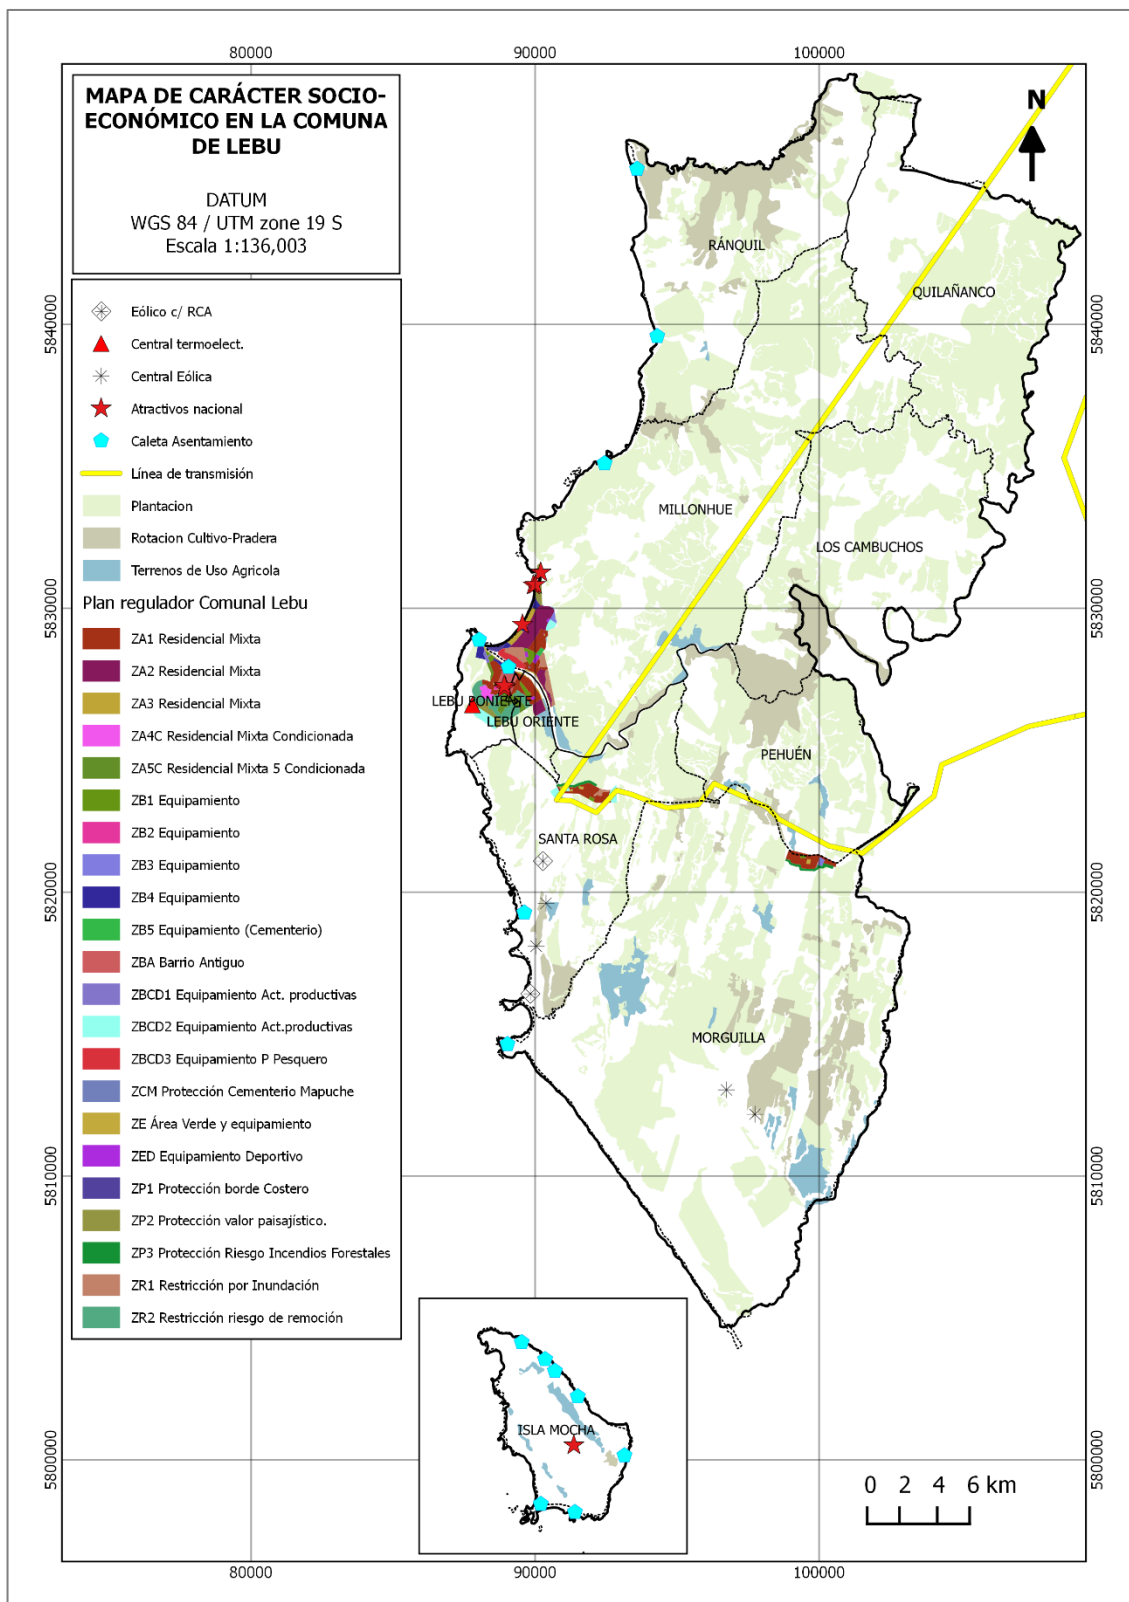 80000
90000
100000
MAPA DE CARÁCTER SOCIO-
ECONÓMICO EN LA COMUNA
DE LEBU
DATUM
WGS 84 / UTM zone 19 S
Escala 1:136,003
N
Eólico c/ RCA
Central termoelect.
Central Eólica
Atractivos nacional
Caleta Asentamiento
Línea de transmisión
Plantacion
Rotacion Cultivo-Pradera
Terrenos de Uso Agricola
Plan regulador Comunal Lebu
ZA1 Residencial Mixta
ZA2 Residencial Mixta
ZA3 Residencial Mixta
ZA4C Residencial Mixta Condicionada
ZA5C Residencial Mixta 5 Condicionada
ZB1 Equipamiento
ZB2 Equipamiento
ZB3 Equipamiento
ZB4 Equipamiento
ZB5 Equipamiento (Cementerio)
ZBA Barrio Antiguo
ZBCD1 Equipamiento Act. productivas
ZBCD2 Equipamiento Act.productivas
ZBCD3 Equipamiento P Pesquero
ZCM Protección Cementerio Mapuche
ZE Área Verde y equipamiento
ZED Equipamiento Deportivo
ZP1 Protección borde Costero
ZP2 Protección valor paisajístico.
ZP3 Protección Riesgo Incendios Forestales
ZR1 Restricción por Inundación
ZR2 Restricción riesgo de remoción
RÁNQUIL
QUILAÑANCO
MILLONHUE
LOS CAMBUCHOS
LEBU PONIENTE
LEBU ORIENTE
PEHUÉN
SANTA ROSA
MORGUILLA
ISLA MOCHA
0 2 4 6 km
5840000
5830000
5820000
5810000
5800000
5840000
5830000
5820000
5810000
5800000
80000
90000
100000